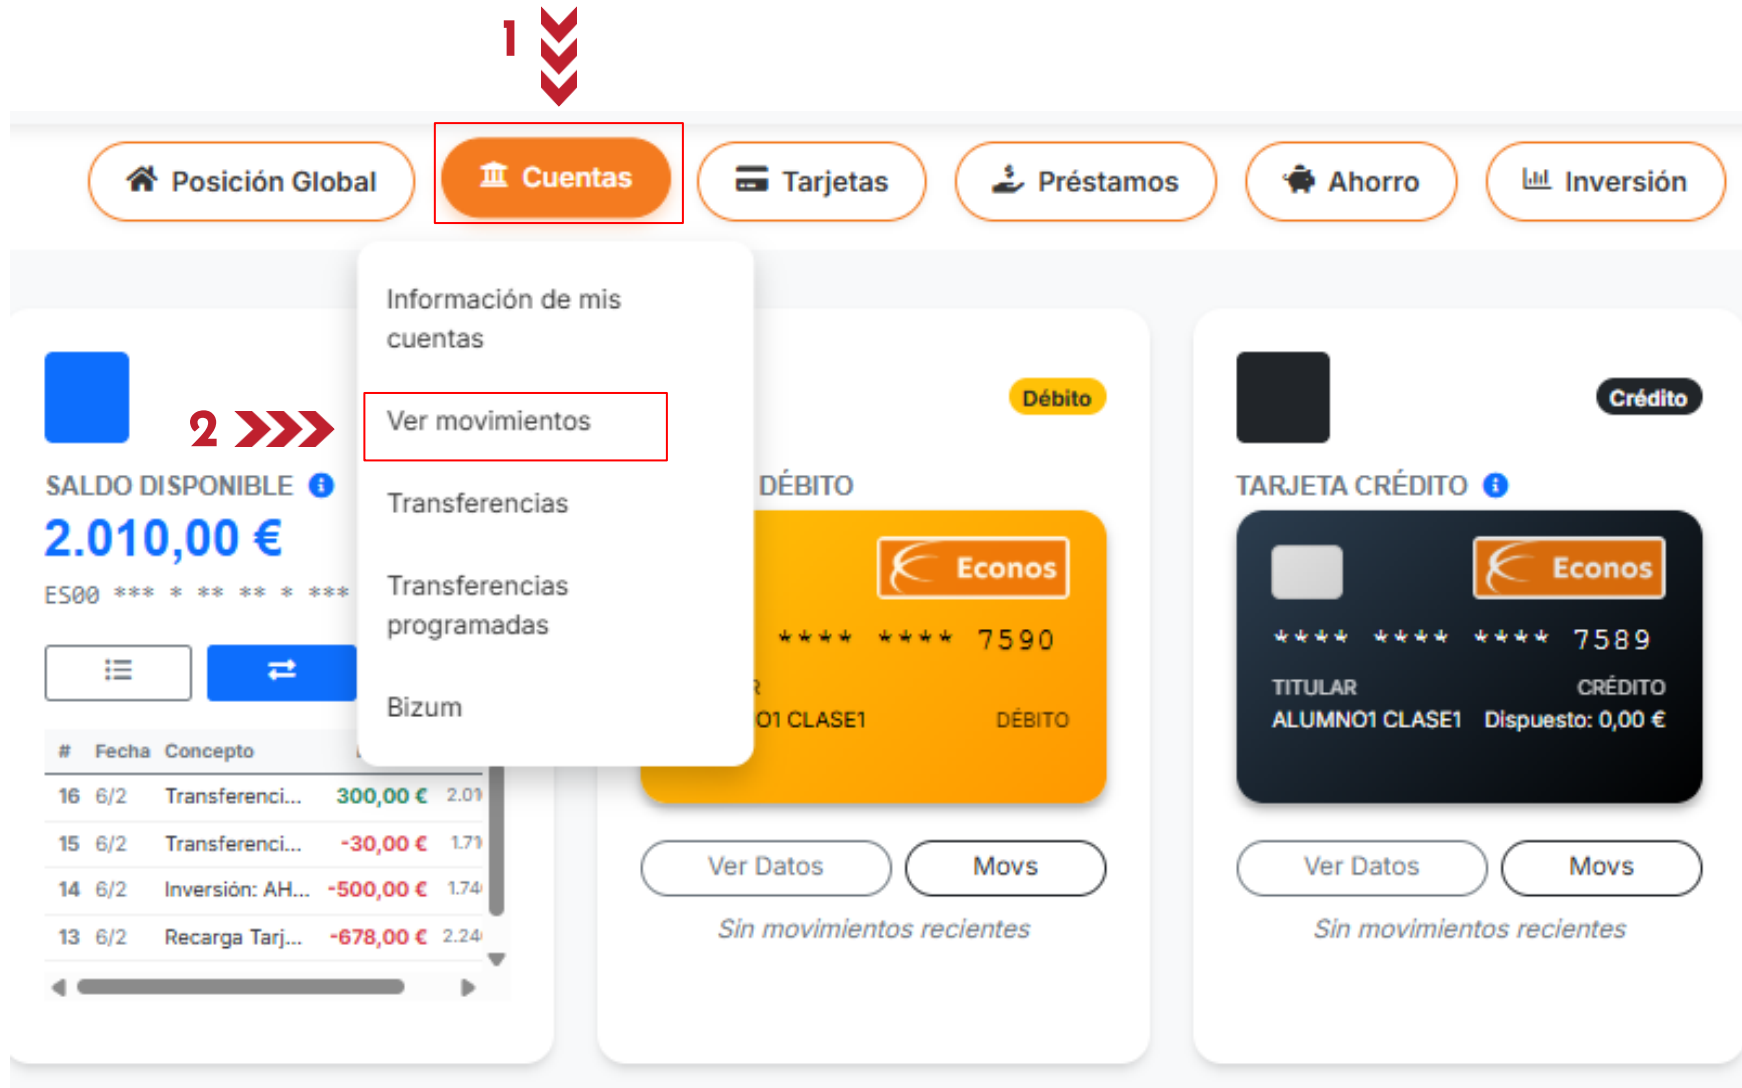 1
Posición Global
Cuentas
Tarjetas
Préstamos
Ahorro
Inversión
Información de mis
cuentas
Ver movimientos
Transferencias
Transferencias
programadas
Bizum
2
SALDO DISPONIBLE
2.010,00 €
ES00 *** * ** ** * ***
# Fecha Concepto
16 6/2 Transferenci... 300,00 €
15 6/2 Transferenci... -30,00 €
14 6/2 Inversión: AH... -500,00 €
13 6/2 Recarga Tarj... -678,00 €
Débito
DÉBITO
Econos
**** **** 7590
O1 CLASE1 DÉBITO
Ver Datos Movs
Sin movimientos recientes
Crédito
TARJETA CRÉDITO
Econos
**** **** **** 7589
TITULAR CRÉDITO
ALUMNO1 CLASE1 Dispuesto: 0,00 €
Ver Datos Movs
Sin movimientos recientes